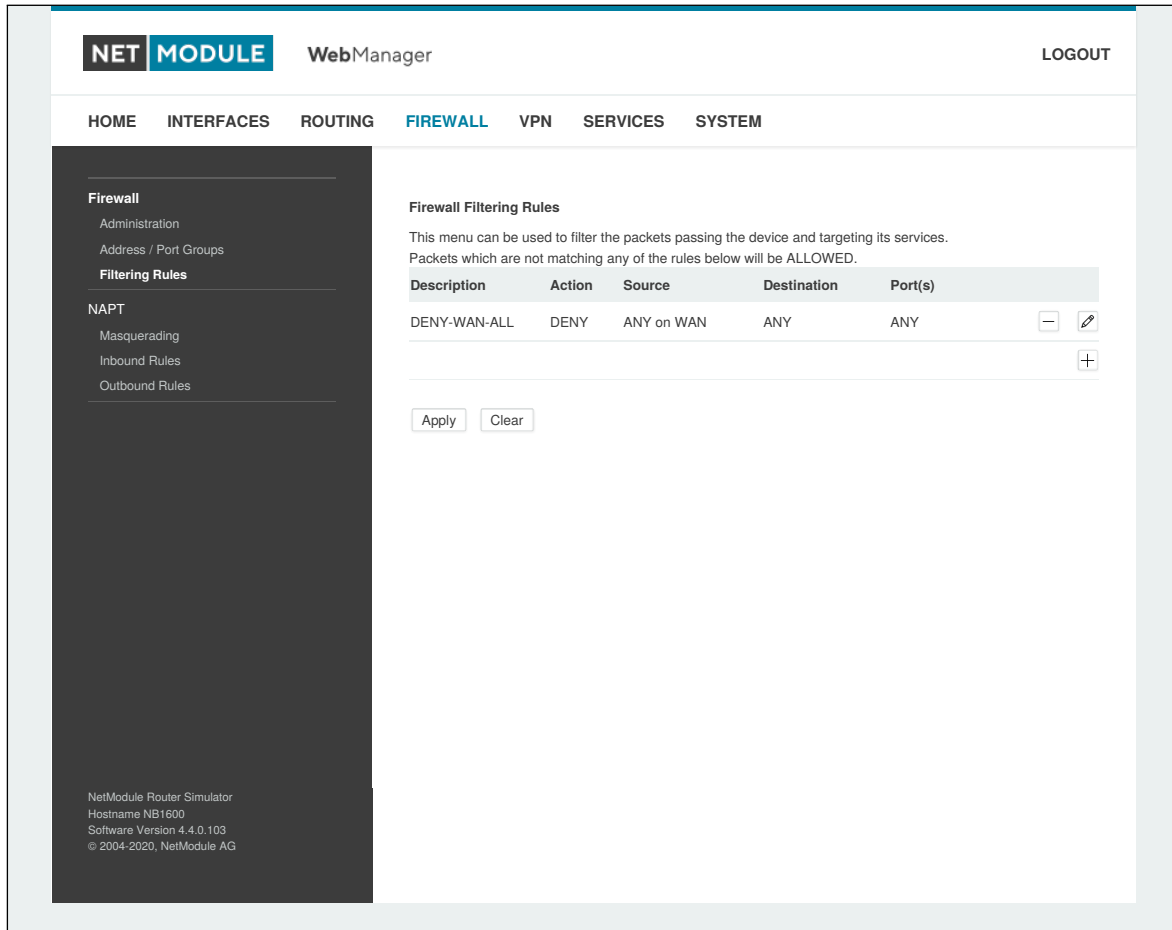 NET MODULE WebManager LOGOUT
HOME INTERFACES ROUTING FIREWALL VPN SERVICES SYSTEM
Firewall
Administration
Address / Port Groups
Filtering Rules
NAPT
Masquerading
Inbound Rules
Outbound Rules
Firewall Filtering Rules
This menu can be used to filter the packets passing the device and targeting its services.
Packets which are not matching any of the rules below will be ALLOWED.
Description Action Source Destination Port(s)
DENY-WAN-ALL DENY ANY on WAN ANY ANY
Apply Clear
NetModule Router Simulator
Hostname NB1600
Software Version 4.4.0.103
© 2004-2020, NetModule AG